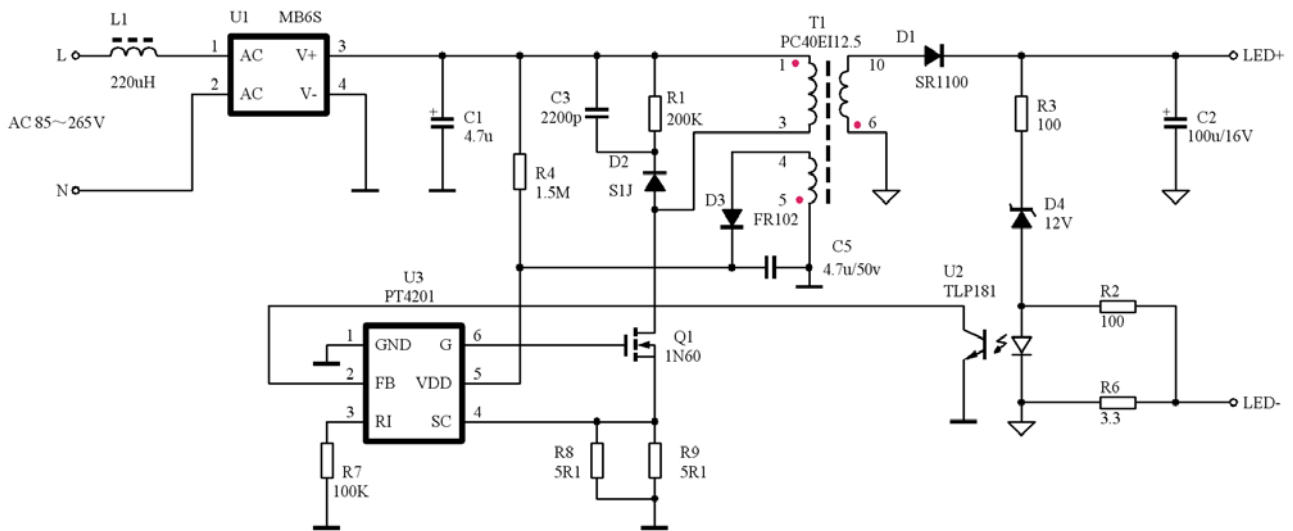 L1
U1 MB6S
T1
PC40EI12.5
D1
L
220uH
1 AC V+ 3
2 AC V- 4
AC 85～265V
N
+
C1
4.7u
C3
2200p
R1
200K
D2
S1J
R4
1.5M
1
3
10
6
4
5
SR1100
LED+
R3
100
+
C2
100u/16V
D3
FR102
D4
12V
C5
4.7u/50v
U3
PT4201
U2
TLP181
R2
100
1 GND G 6
2 FB VDD 5
3 RI SC 4
Q1
1N60
R6
3.3
LED-
R7
100K
R8
5R1
R9
5R1